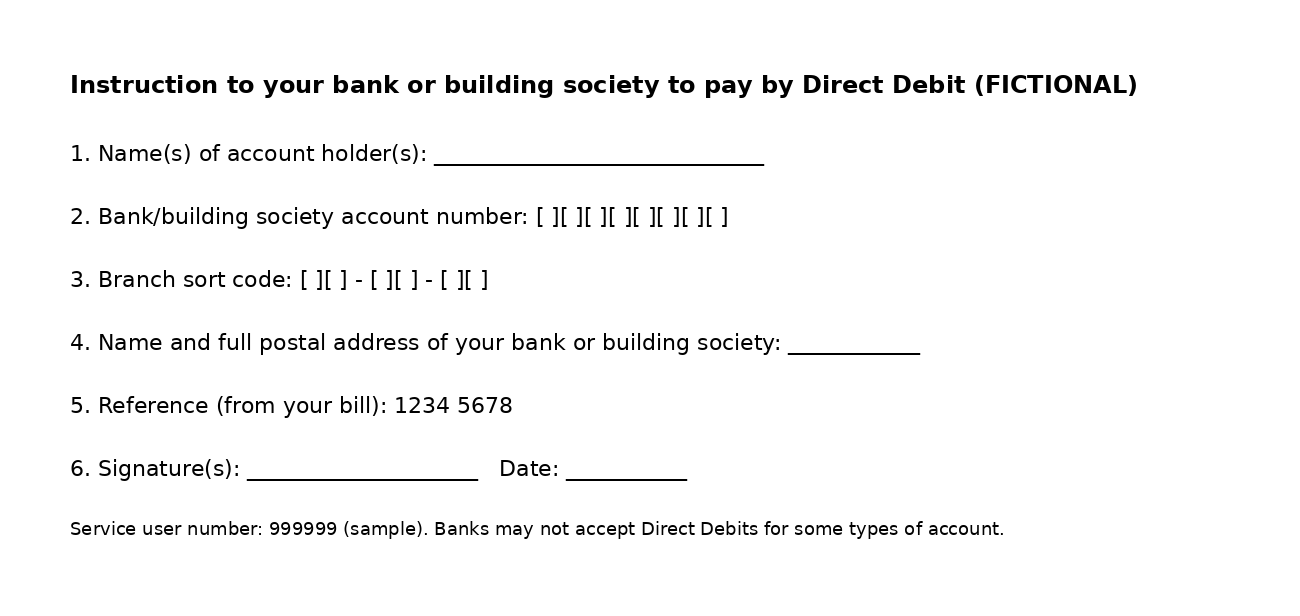 Instruction to your bank or building society to pay by Direct Debit (FICTIONAL)
1. Name(s) of account holder(s): ______________________________
2. Bank/building society account number: [ ][ ][ ][ ][ ][ ][ ][ ]
3. Branch sort code: [ ][ ] - [ ][ ] - [ ][ ]
4. Name and full postal address of your bank or building society: ____________
5. Reference (from your bill): 1234 5678
6. Signature(s): _____________________ Date: ___________
Service user number: 999999 (sample). Banks may not accept Direct Debits for some types of account.